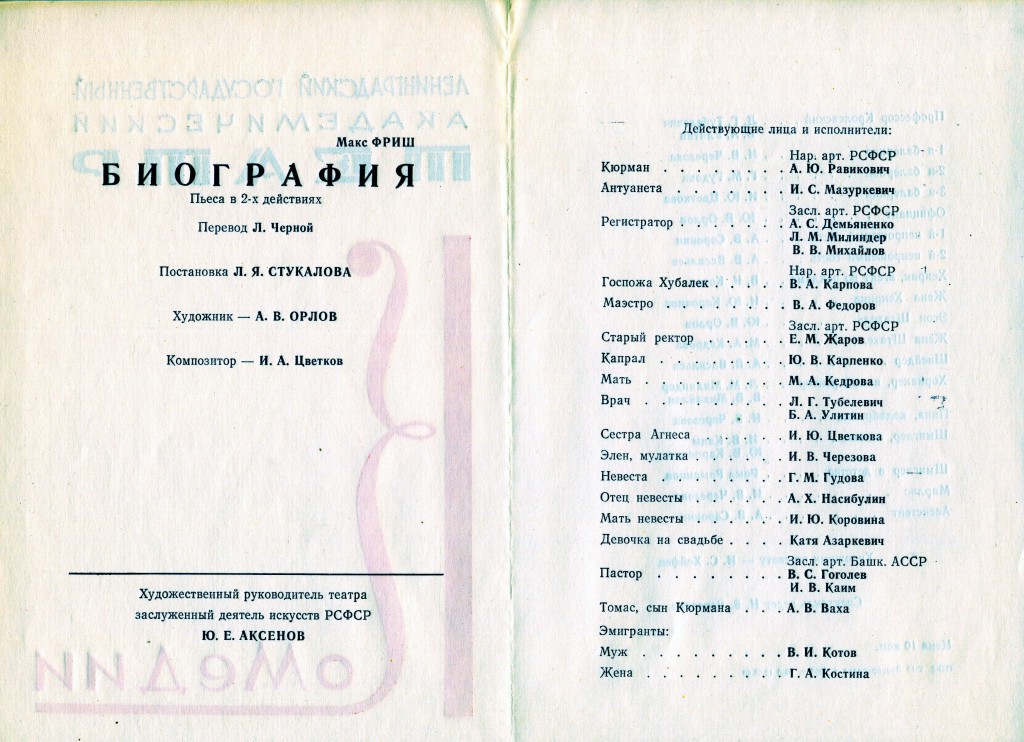 Макс ФРИШ
БИОГРАФИЯ
Пьеса в 2-х действиях
Перевод Л. Черной
Постановка Л. Я. СТУКАЛОВА
Художник — А. В. ОРЛОВ
Композитор — И. А. Цветков
Художественный руководитель театра
заслуженный деятель искусств РСФСР
Ю. Е. АКСЕНОВ
Действующие лица и исполнители:
Нар. арт. РСФСР
Кюрман . . . . . . . . А. Ю. Равикович
Антуанета . . . . . . . И. С. Мазуркевич
Засл. арт. РСФСР
Регистратор . . . . . . . А. С. Демьяненко
Л. М. Милиндер
В. В. Михайлов
Нар. арт. РСФСР
Госпожа Хубалек . . . . . В. А. Карпова
Маэстро . . . . . . . . В. А. Федоров
Засл. арт. РСФСР
Старый ректор . . . . . . Е. М. Жаров
Капрал . . . . . . . . Ю. В. Карпенко
Мать . . . . . . . . . М. А. Кедрова
Врач . . . . . . . . . Л. Г. Тубелевич
Б. А. Улитин
Сестра Агнеса . . . . . . И. Ю. Цветкова
Элен, мулатка . . . . . . И. В. Черезова
Невеста . . . . . . . . Г. М. Гудова
Отец невесты . . . . . . А. Х. Насибулин
Мать невесты . . . . . . И. Ю. Коровина
Девочка на свадьбе . . . . Катя Азаркевич
Засл. арт. Башк. АССР
Пастор . . . . . . . . В. С. Гоголев
И. В. Каим
Томас, сын Кюрмана . . . . А. В. Ваха
Эмигранты:
Муж . . . . . . . . . В. И. Котов
Жена . . . . . . . . . Г. А. Костина